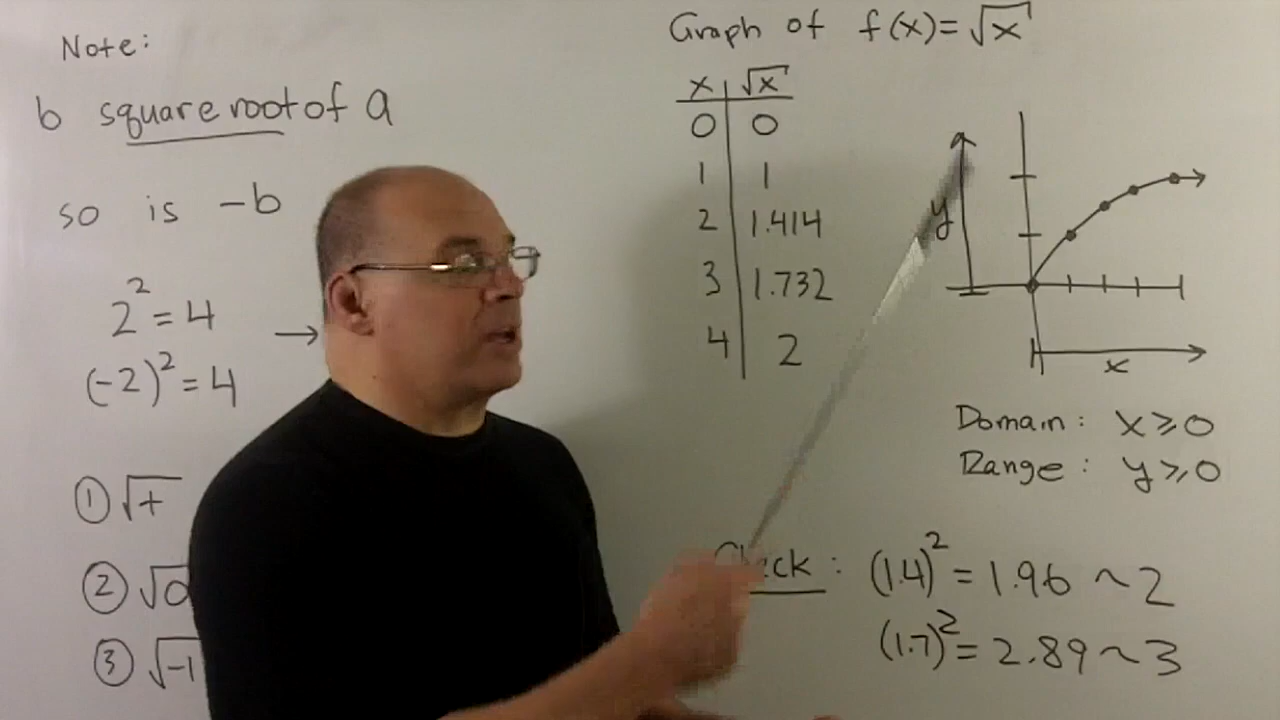 Note:
b square root of a
so is -b
2² = 4 →
(-2)² = 4
① √+
② √0
③ √-1
Graph of f(x) = √x
x | √x
0 | 0
1 | 1
2 | 1.414
3 | 1.732
4 | 2
y
x
Domain: x ≥ 0
Range: y ≥ 0
Check: (1.4)² = 1.96 ~ 2
(1.7)² = 2.89 ~ 3